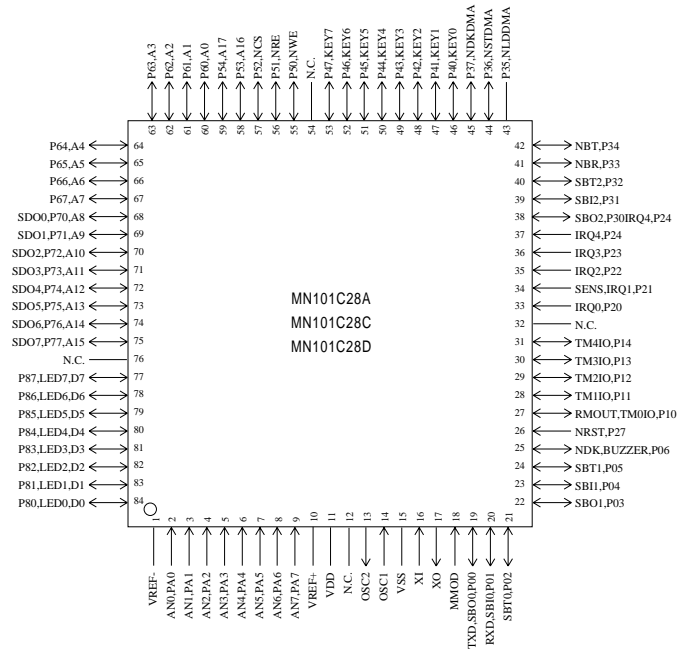 P63,A3
P62,A2
P61,A1
P60,A0
P54,A17
P53,A16
P52,NCS
P51,NRE
P50,NWE
N.C.
P47,KEY7
P46,KEY6
P45,KEY5
P44,KEY4
P43,KEY3
P42,KEY2
P41,KEY1
P40,KEY0
P37,NDKDMA
P36,NSTDMA
P35,NLDDMA
63
62
61
60
59
58
57
56
55
54
53
52
51
50
49
48
47
46
45
44
43
P64,A4 64
P65,A5 65
P66,A6 66
P67,A7 67
SDO0,P70,A8 68
SDO1,P71,A9 69
SDO2,P72,A10 70
SDO3,P73,A11 71
SDO4,P74,A12 72
SDO5,P75,A13 73
SDO6,P76,A14 74
SDO7,P77,A15 75
N.C. 76
P87,LED7,D7 77
P86,LED6,D6 78
P85,LED5,D5 79
P84,LED4,D4 80
P83,LED3,D3 81
P82,LED2,D2 82
P81,LED1,D1 83
P80,LED0,D0 84
MN101C28A
MN101C28C
MN101C28D
42 NBT,P34
41 NBR,P33
40 SBT2,P32
39 SBI2,P31
38 SBO2,P30IRQ4,P24
37 IRQ4,P24
36 IRQ3,P23
35 IRQ2,P22
34 SENS,IRQ1,P21
33 IRQ0,P20
32 N.C.
31 TM4IO,P14
30 TM3IO,P13
29 TM2IO,P12
28 TM1IO,P11
27 RMOUT,TM0IO,P10
26 NRST,P27
25 NDK,BUZZER,P06
24 SBT1,P05
23 SBI1,P04
22 SBO1,P03
1
2
3
4
5
6
7
8
9
10
11
12
13
14
15
16
17
18
19
20
21
VREF-
AN0,PA0
AN1,PA1
AN2,PA2
AN3,PA3
AN4,PA4
AN5,PA5
AN6,PA6
AN7,PA7
VREF+
VDD
N.C.
OSC2
OSC1
VSS
XI
XO
MMOD
TXD,SBO0,P00
RXD,SBI0,P01
SBT0,P02